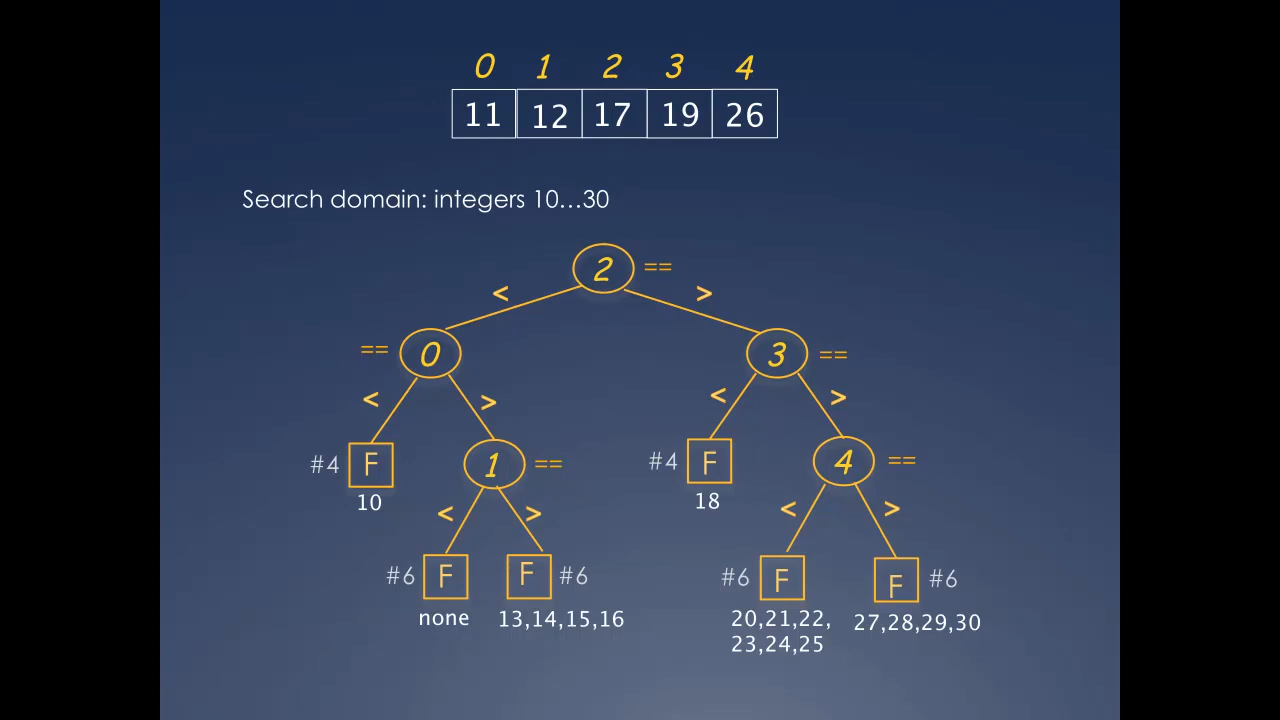 0 1 2 3 4
11 12 17 19 26
Search domain: integers 10...30
2 ==
< >
== 0 3 ==
< > < >
#4 F 1 == #4 F 4 ==
10 18
< > < >
#6 F F #6 #6 F F #6
none 13,14,15,16 20,21,22, 27,28,29,30
23,24,25